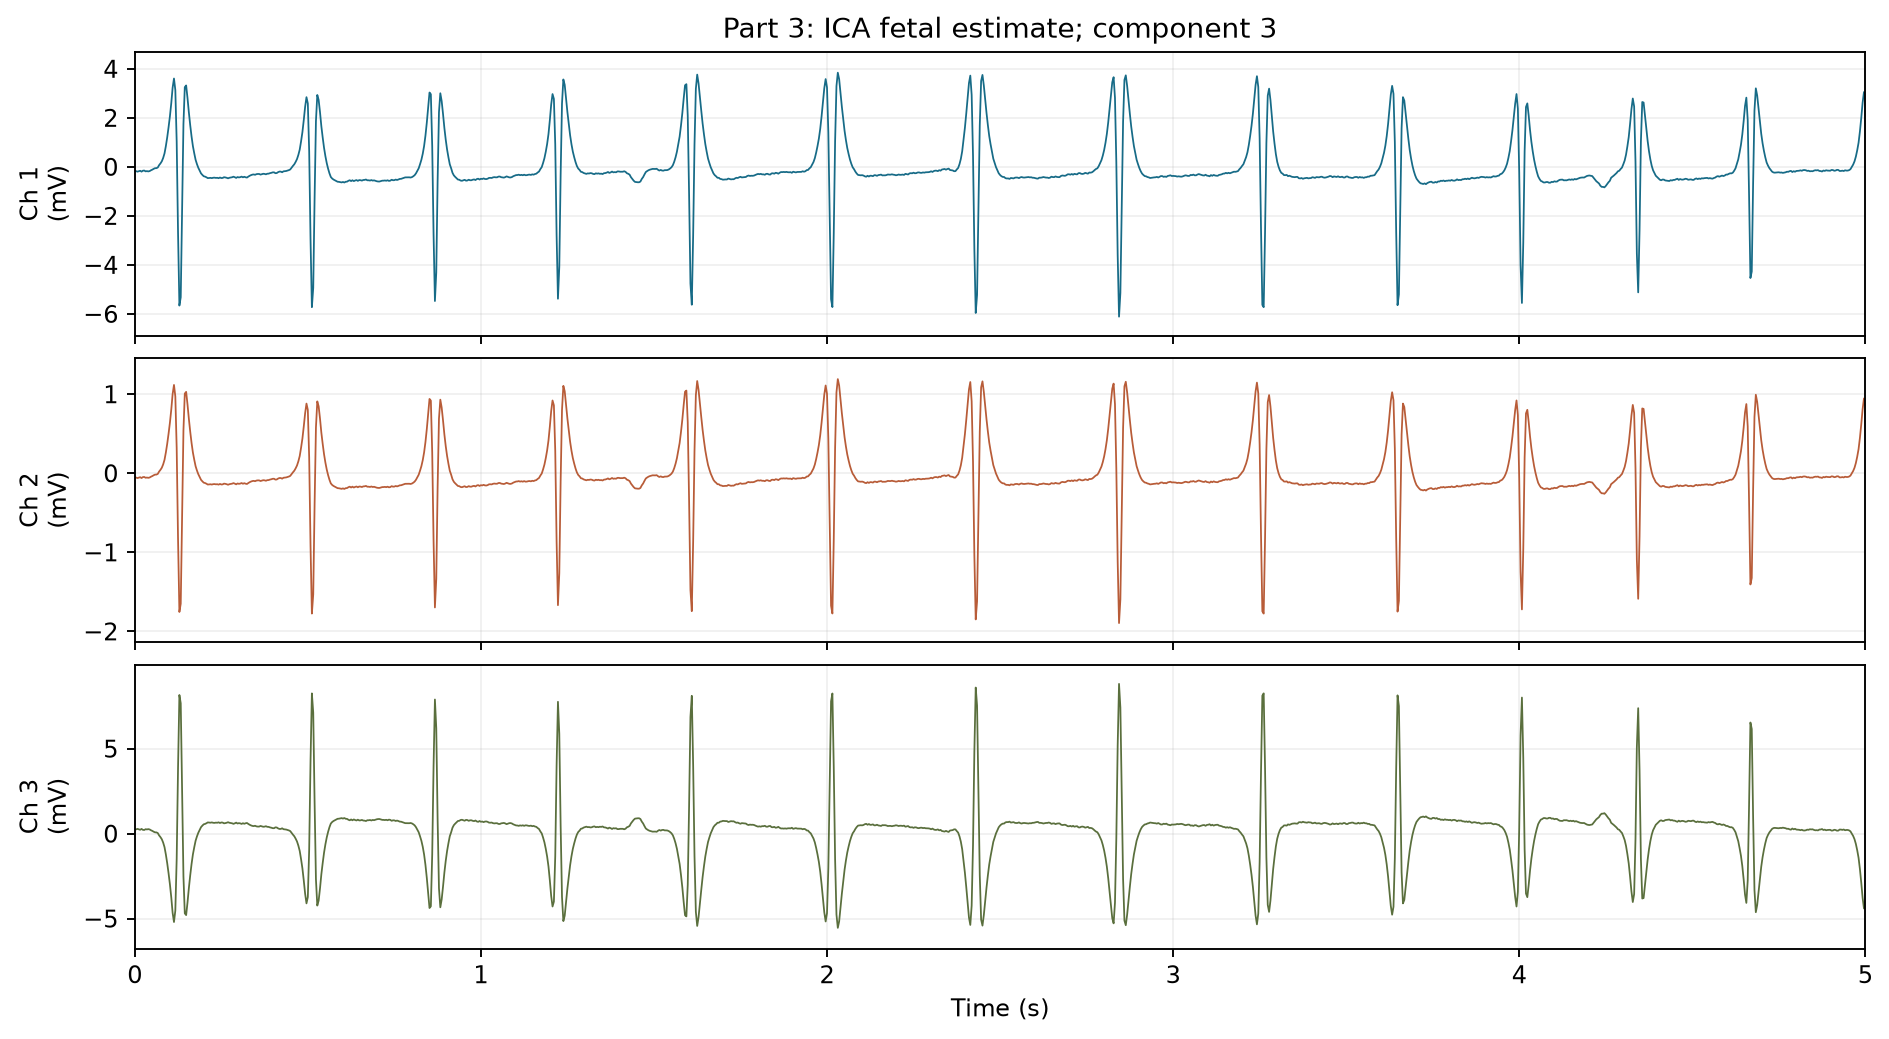 Part 3: ICA fetal estimate; component 3
Ch 1
(mV)
4
2
0
−2
−4
−6
Ch 2
(mV)
1
0
−1
−2
Ch 3
(mV)
5
0
−5
0 1 2 3 4 5
Time (s)